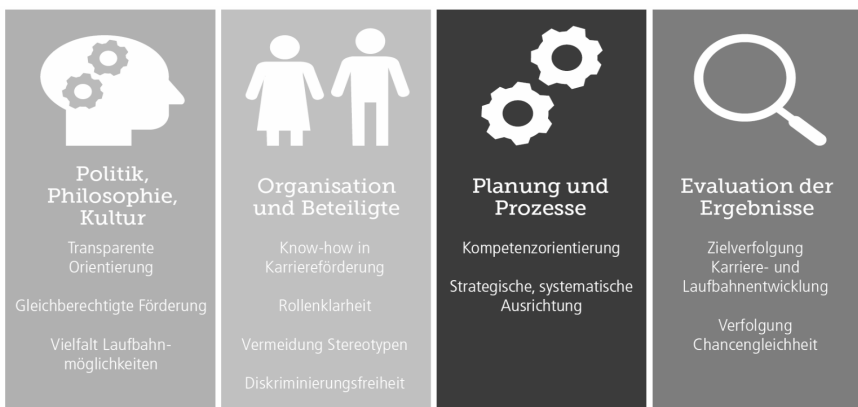 Politik,
Philosophie,
Kultur
Transparente
Orientierung
Gleichberechtigte Förderung
Vielfalt Laufbahn-
möglichkeiten
Organisation
und Beteiligte
Know-how in
Karriereförderung
Rollenklarheit
Vermeidung Stereotypen
Diskriminierungsfreiheit
Planung und
Prozesse
Kompetenzorientierung
Strategische, systematische
Ausrichtung
Evaluation der
Ergebnisse
Zielverfolgung
Karriere- und
Laufbahnentwicklung
Verfolgung
Chancengleichheit